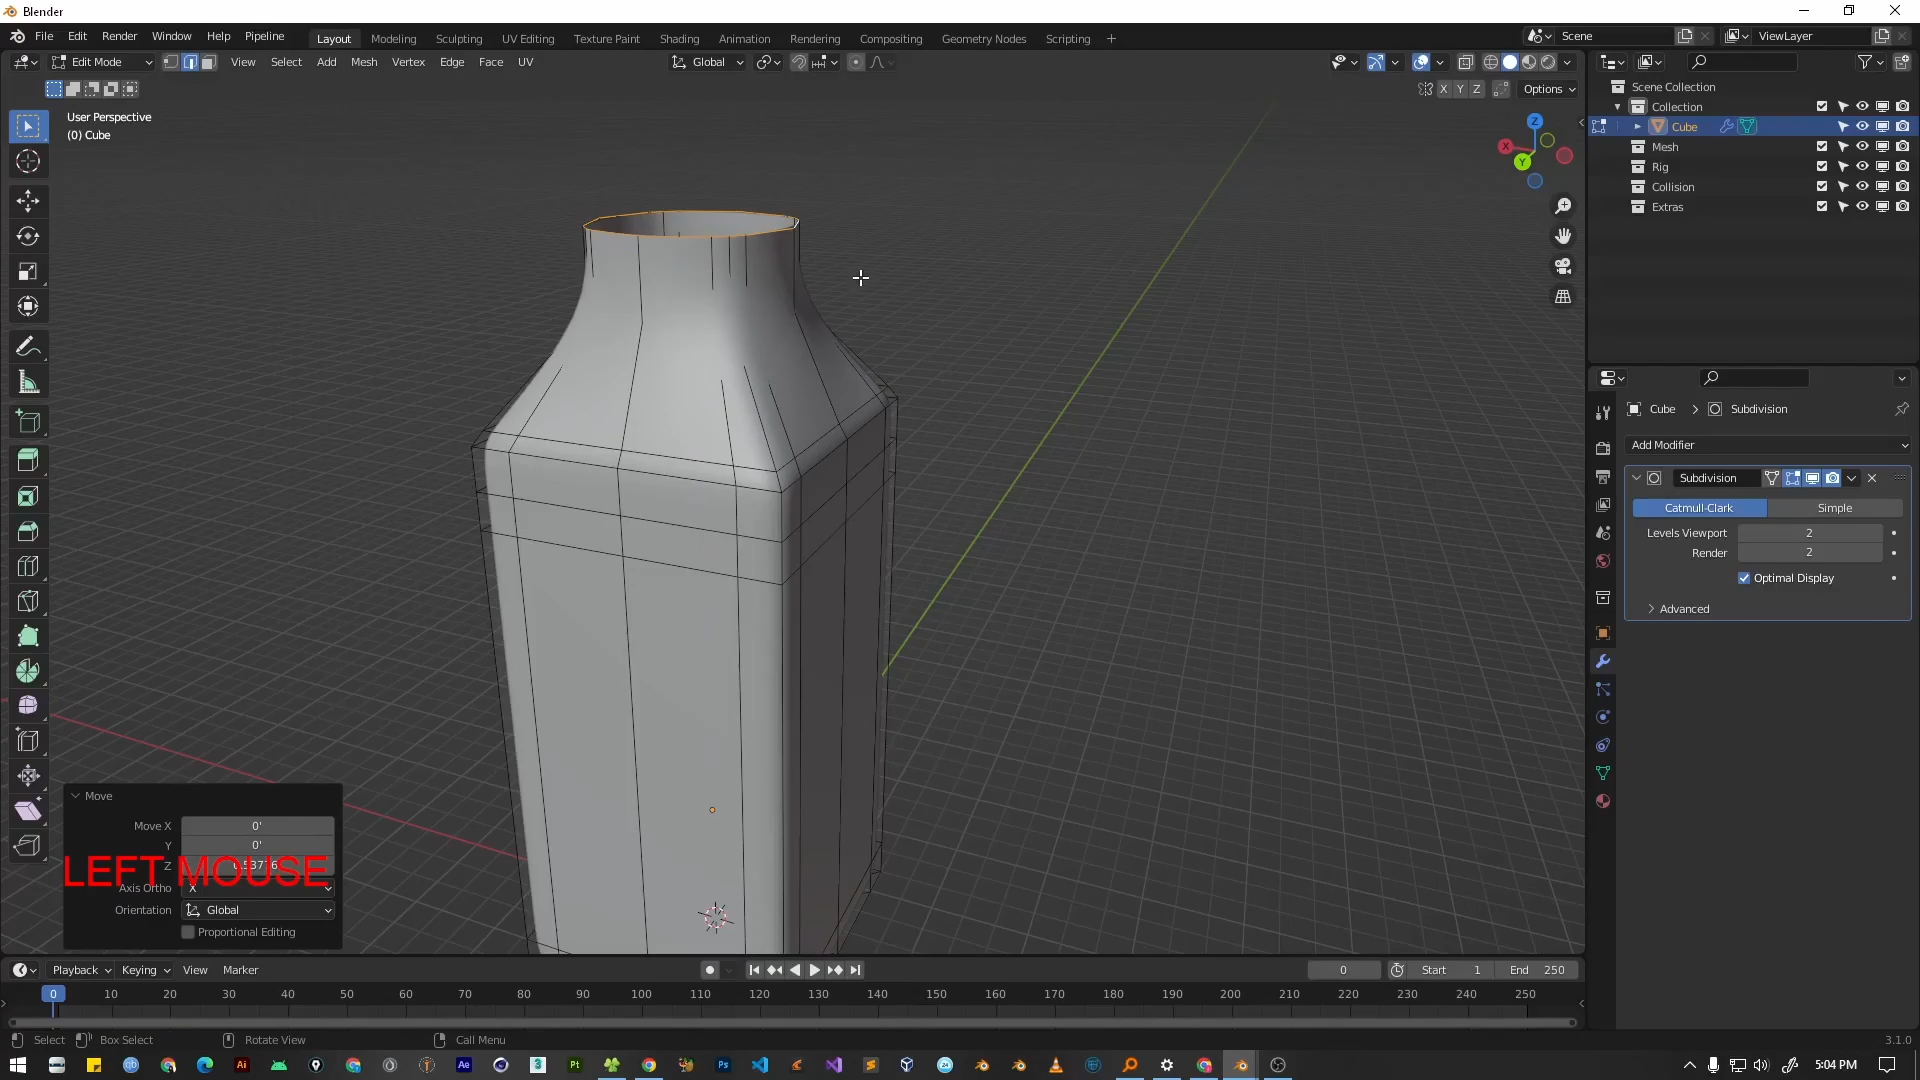 Blender
File Edit Render Window Help Pipeline
Layout Modeling Sculpting UV Editing Texture Paint Shading Animation Rendering Compositing Geometry Nodes Scripting +
Scene
ViewLayer
Edit Mode
View Select Add Mesh Vertex Edge Face UV
Global
X Y Z
Options
User Perspective
(0) Cube
Z
X
Y
Scene Collection
Collection
Cube
Mesh
Rig
Collision
Extras
Cube > Subdivision
Add Modifier
Subdivision
Catmull-Clark Simple
Levels Viewport 2
Render 2
Optimal Display
Advanced
Move
Move X 0'
Y 0'
Z
LEFT MOUSE
Axis Ortho X
Orientation Global
Proportional Editing
Playback Keying View Marker
0
Start 1
End 250
0 10 20 30 40 50 60 70 80 90 100 110 120 130 140 150 160 170 180 190 200 210 220 230 240 250
Select Box Select Rotate View Call Menu
3.1.0
Ai Ae 3 Pt Ps
5:04 PM